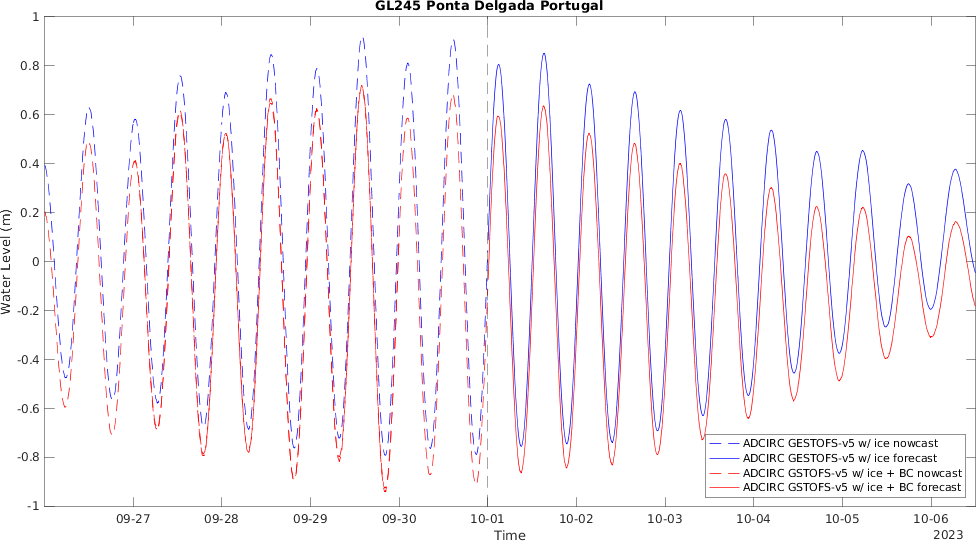 GL245 Ponta Delgada Portugal
Water Level (m)
1
0.8
0.6
0.4
0.2
0
-0.2
-0.4
-0.6
-0.8
-1
ADCIRC GESTOFS-v5 w/ ice nowcast
ADCIRC GESTOFS-v5 w/ ice forecast
ADCIRC GSTOFS-v5 w/ ice + BC nowcast
ADCIRC GSTOFS-v5 w/ ice + BC forecast
09-27 09-28 09-29 09-30 10-01 10-02 10-03 10-04 10-05 10-06
Time
2023